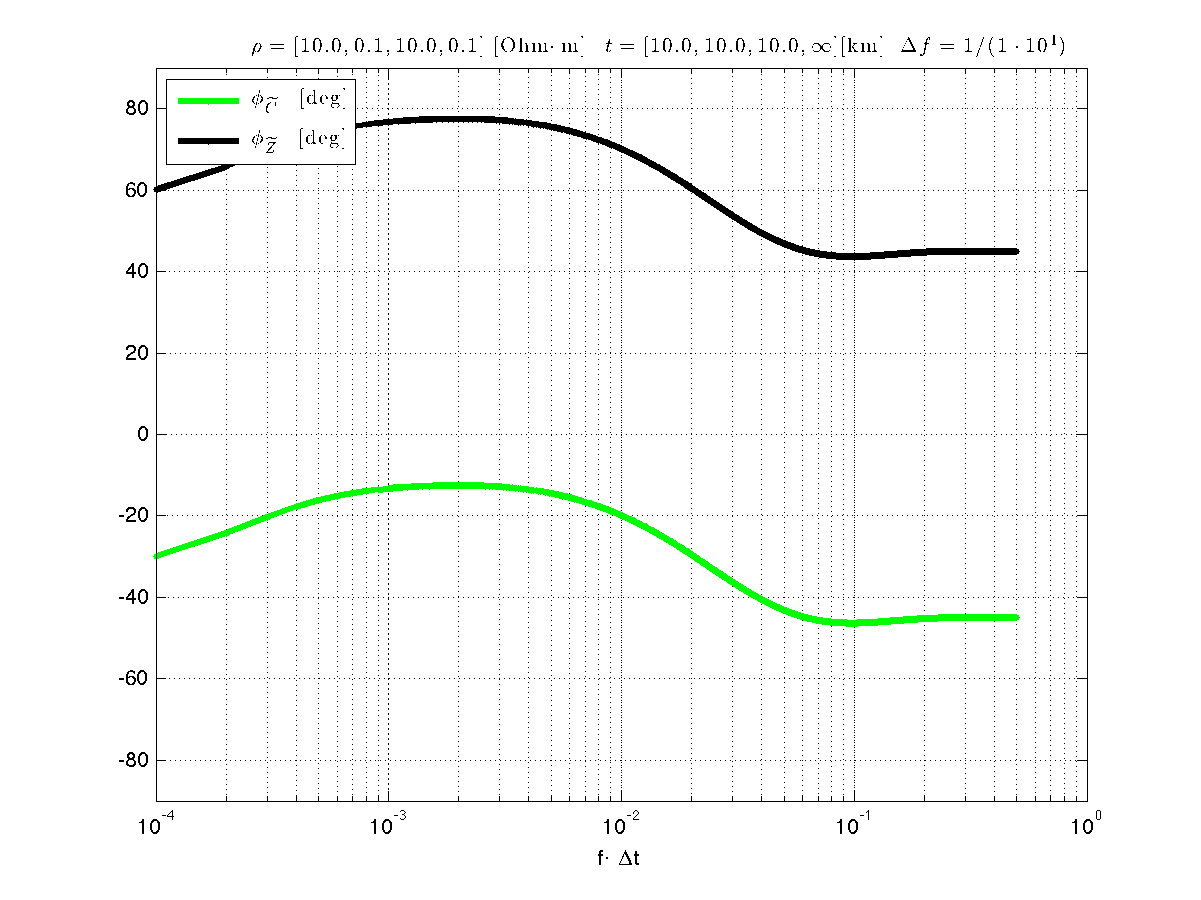 ρ = [10.0, 0.1, 10.0, 0.1] [Ohm·m] t = [10.0, 10.0, 10.0, ∞][km] Δf = 1/(1 · 10¹)
ϕ_C̃ [deg]
ϕ_Z̃ [deg]
80
60
40
20
0
-20
-40
-60
-80
10⁻⁴ 10⁻³ 10⁻² 10⁻¹ 10⁰
f· Δt